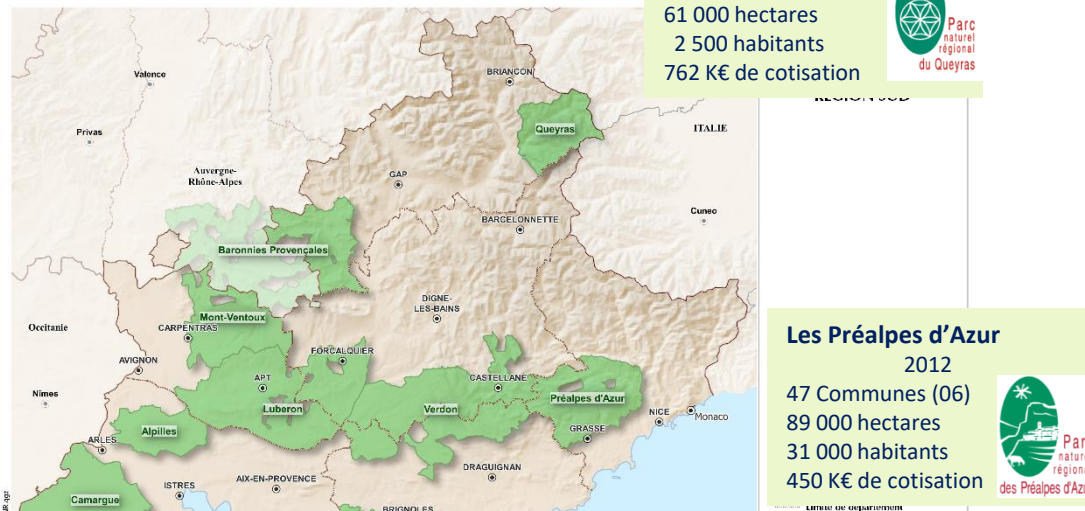 61 000 hectares
2 500 habitants
762 K€ de cotisation
Parc
naturel
régional
du Queyras
RÉGION SUD
BRIANCON
Valence
Queyras
ITALIE
Privas
Auvergne-
Rhône-Alpes
GAP
Cuneo
BARCELONNETTE
Baronnies Provençales
DIGNE-
LES-BAINS
Mont-Ventoux
Occitanie
CARPENTRAS
FORCALQUIER
AVIGNON
APT
CASTELLANE
Nîmes
Luberon
Verdon
Préalpes d'Azur
NICE
Monaco
Alpilles
GRASSE
ARLES
DRAGUIGNAN
AIX-EN-PROVENCE
ISTRES
Camargue
BRIGNOLES
Les Préalpes d’Azur
2012
47 Communes (06)
89 000 hectares
31 000 habitants
450 K€ de cotisation
Par
nature
régiona
des Préalpes d'Azu
Limite de département